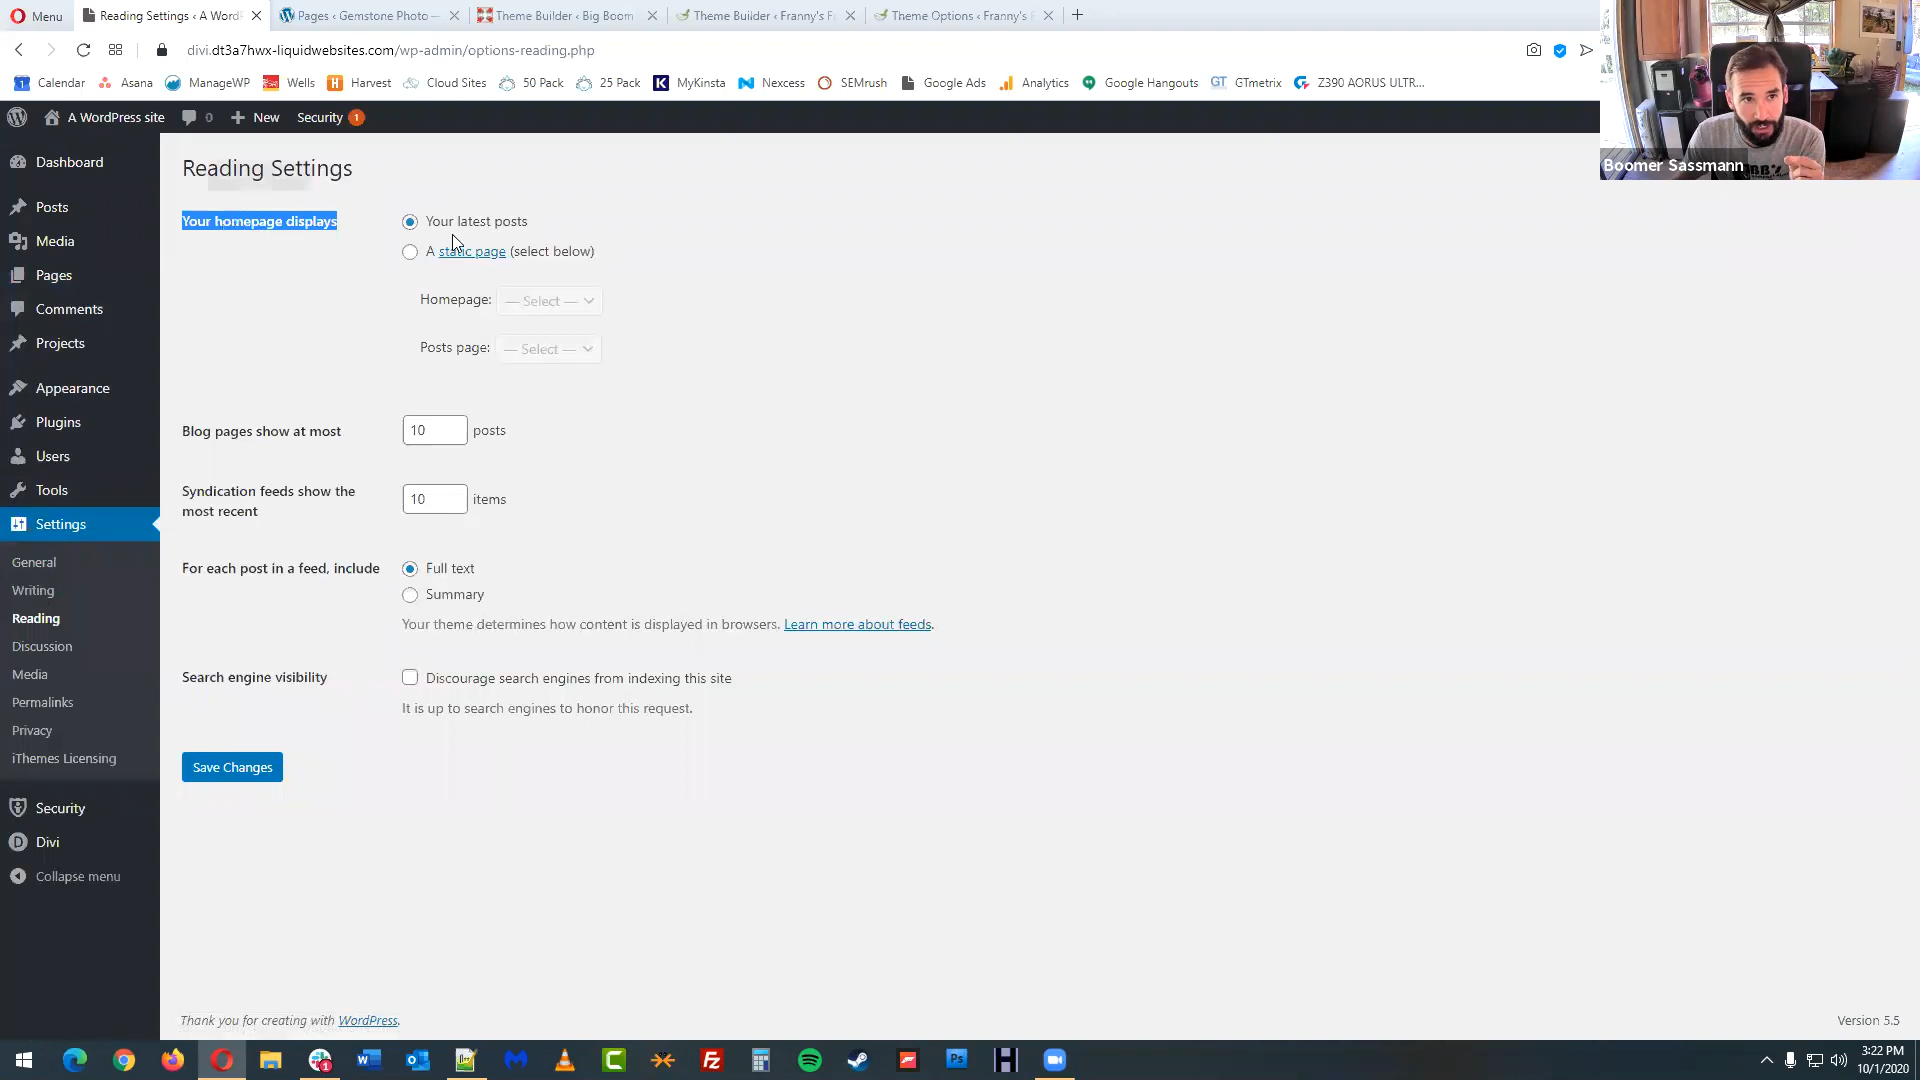 Menu
Reading Settings ‹ A Word
Pages ‹ Gemstone Photo —
Theme Builder ‹ Big Boom
Theme Builder ‹ Franny's F
Theme Options ‹ Franny's F
divi.dt3a7hwx-liquidwebsites.com/wp-admin/options-reading.php
Calendar
Asana
ManageWP
Wells
Harvest
Cloud Sites
50 Pack
25 Pack
MyKinsta
Nexcess
SEMrush
Google Ads
Analytics
Google Hangouts
GT GTmetrix
Z390 AORUS ULTR...
A WordPress site
0
New
Security 1
Boomer Sassmann
Dashboard
Posts
Media
Pages
Comments
Projects
Appearance
Plugins
Users
Tools
Settings
General
Writing
Reading
Discussion
Media
Permalinks
Privacy
iThemes Licensing
Security
Divi
Collapse menu
Reading Settings
Your homepage displays
Your latest posts
A static page (select below)
Homepage: — Select —
Posts page: — Select —
Blog pages show at most
10 posts
Syndication feeds show the
most recent
10 items
For each post in a feed, include
Full text
Summary
Your theme determines how content is displayed in browsers. Learn more about feeds.
Search engine visibility
Discourage search engines from indexing this site
It is up to search engines to honor this request.
Save Changes
Thank you for creating with WordPress.
Version 5.5
3:22 PM
10/1/2020